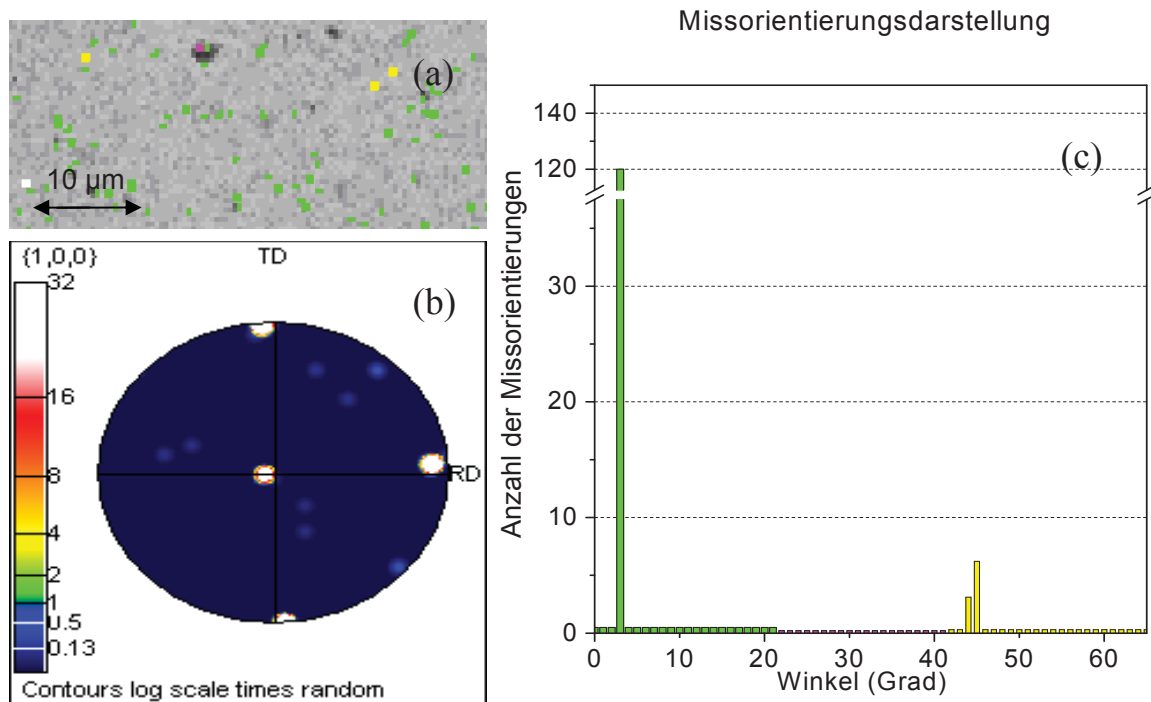 Missorientierungsdarstellung
(a)
10 µm
{1,0,0}
TD
(b)
32
16
8
4
2
1
0.5
0.13
RD
Contours log scale times random
(c)
Anzahl der Missorientierungen
140
120
30
20
10
0
0 10 20 30 40 50 60
Winkel (Grad)